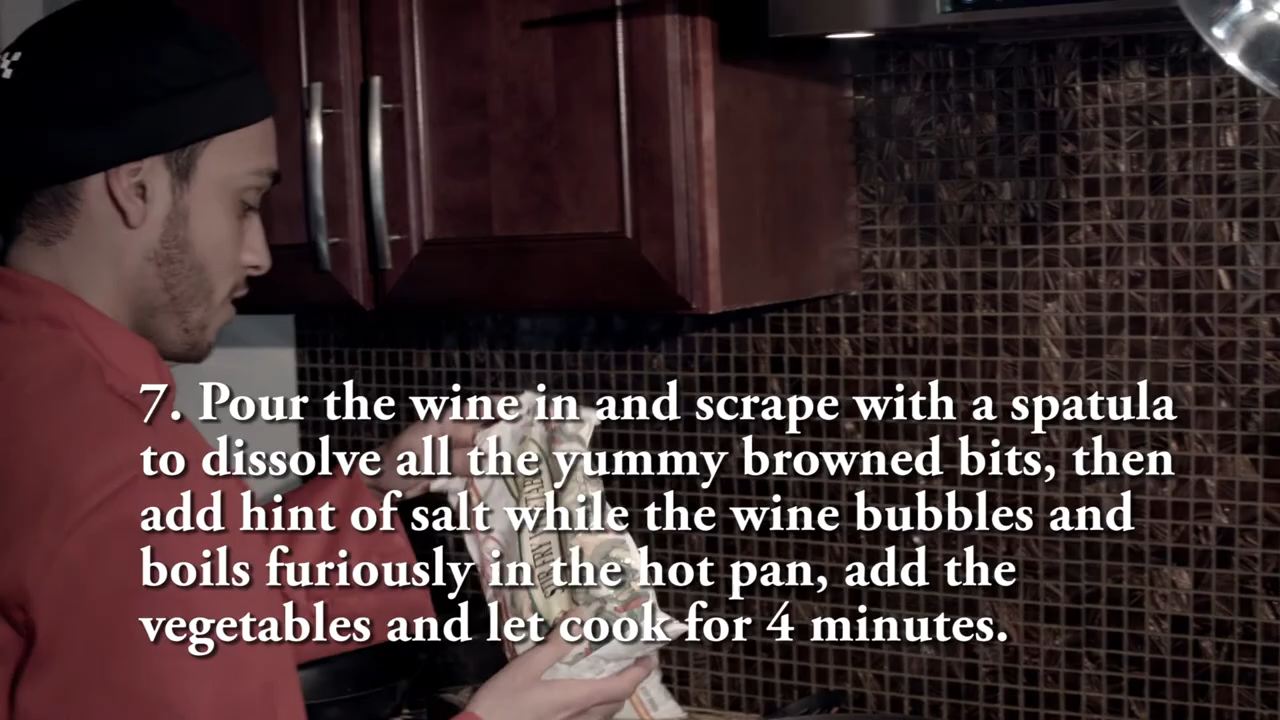 7. Pour the wine in and scrape with a spatula
to dissolve all the yummy browned bits, then
add hint of salt while the wine bubbles and
boils furiously in the hot pan, add the
vegetables and let cook for 4 minutes.